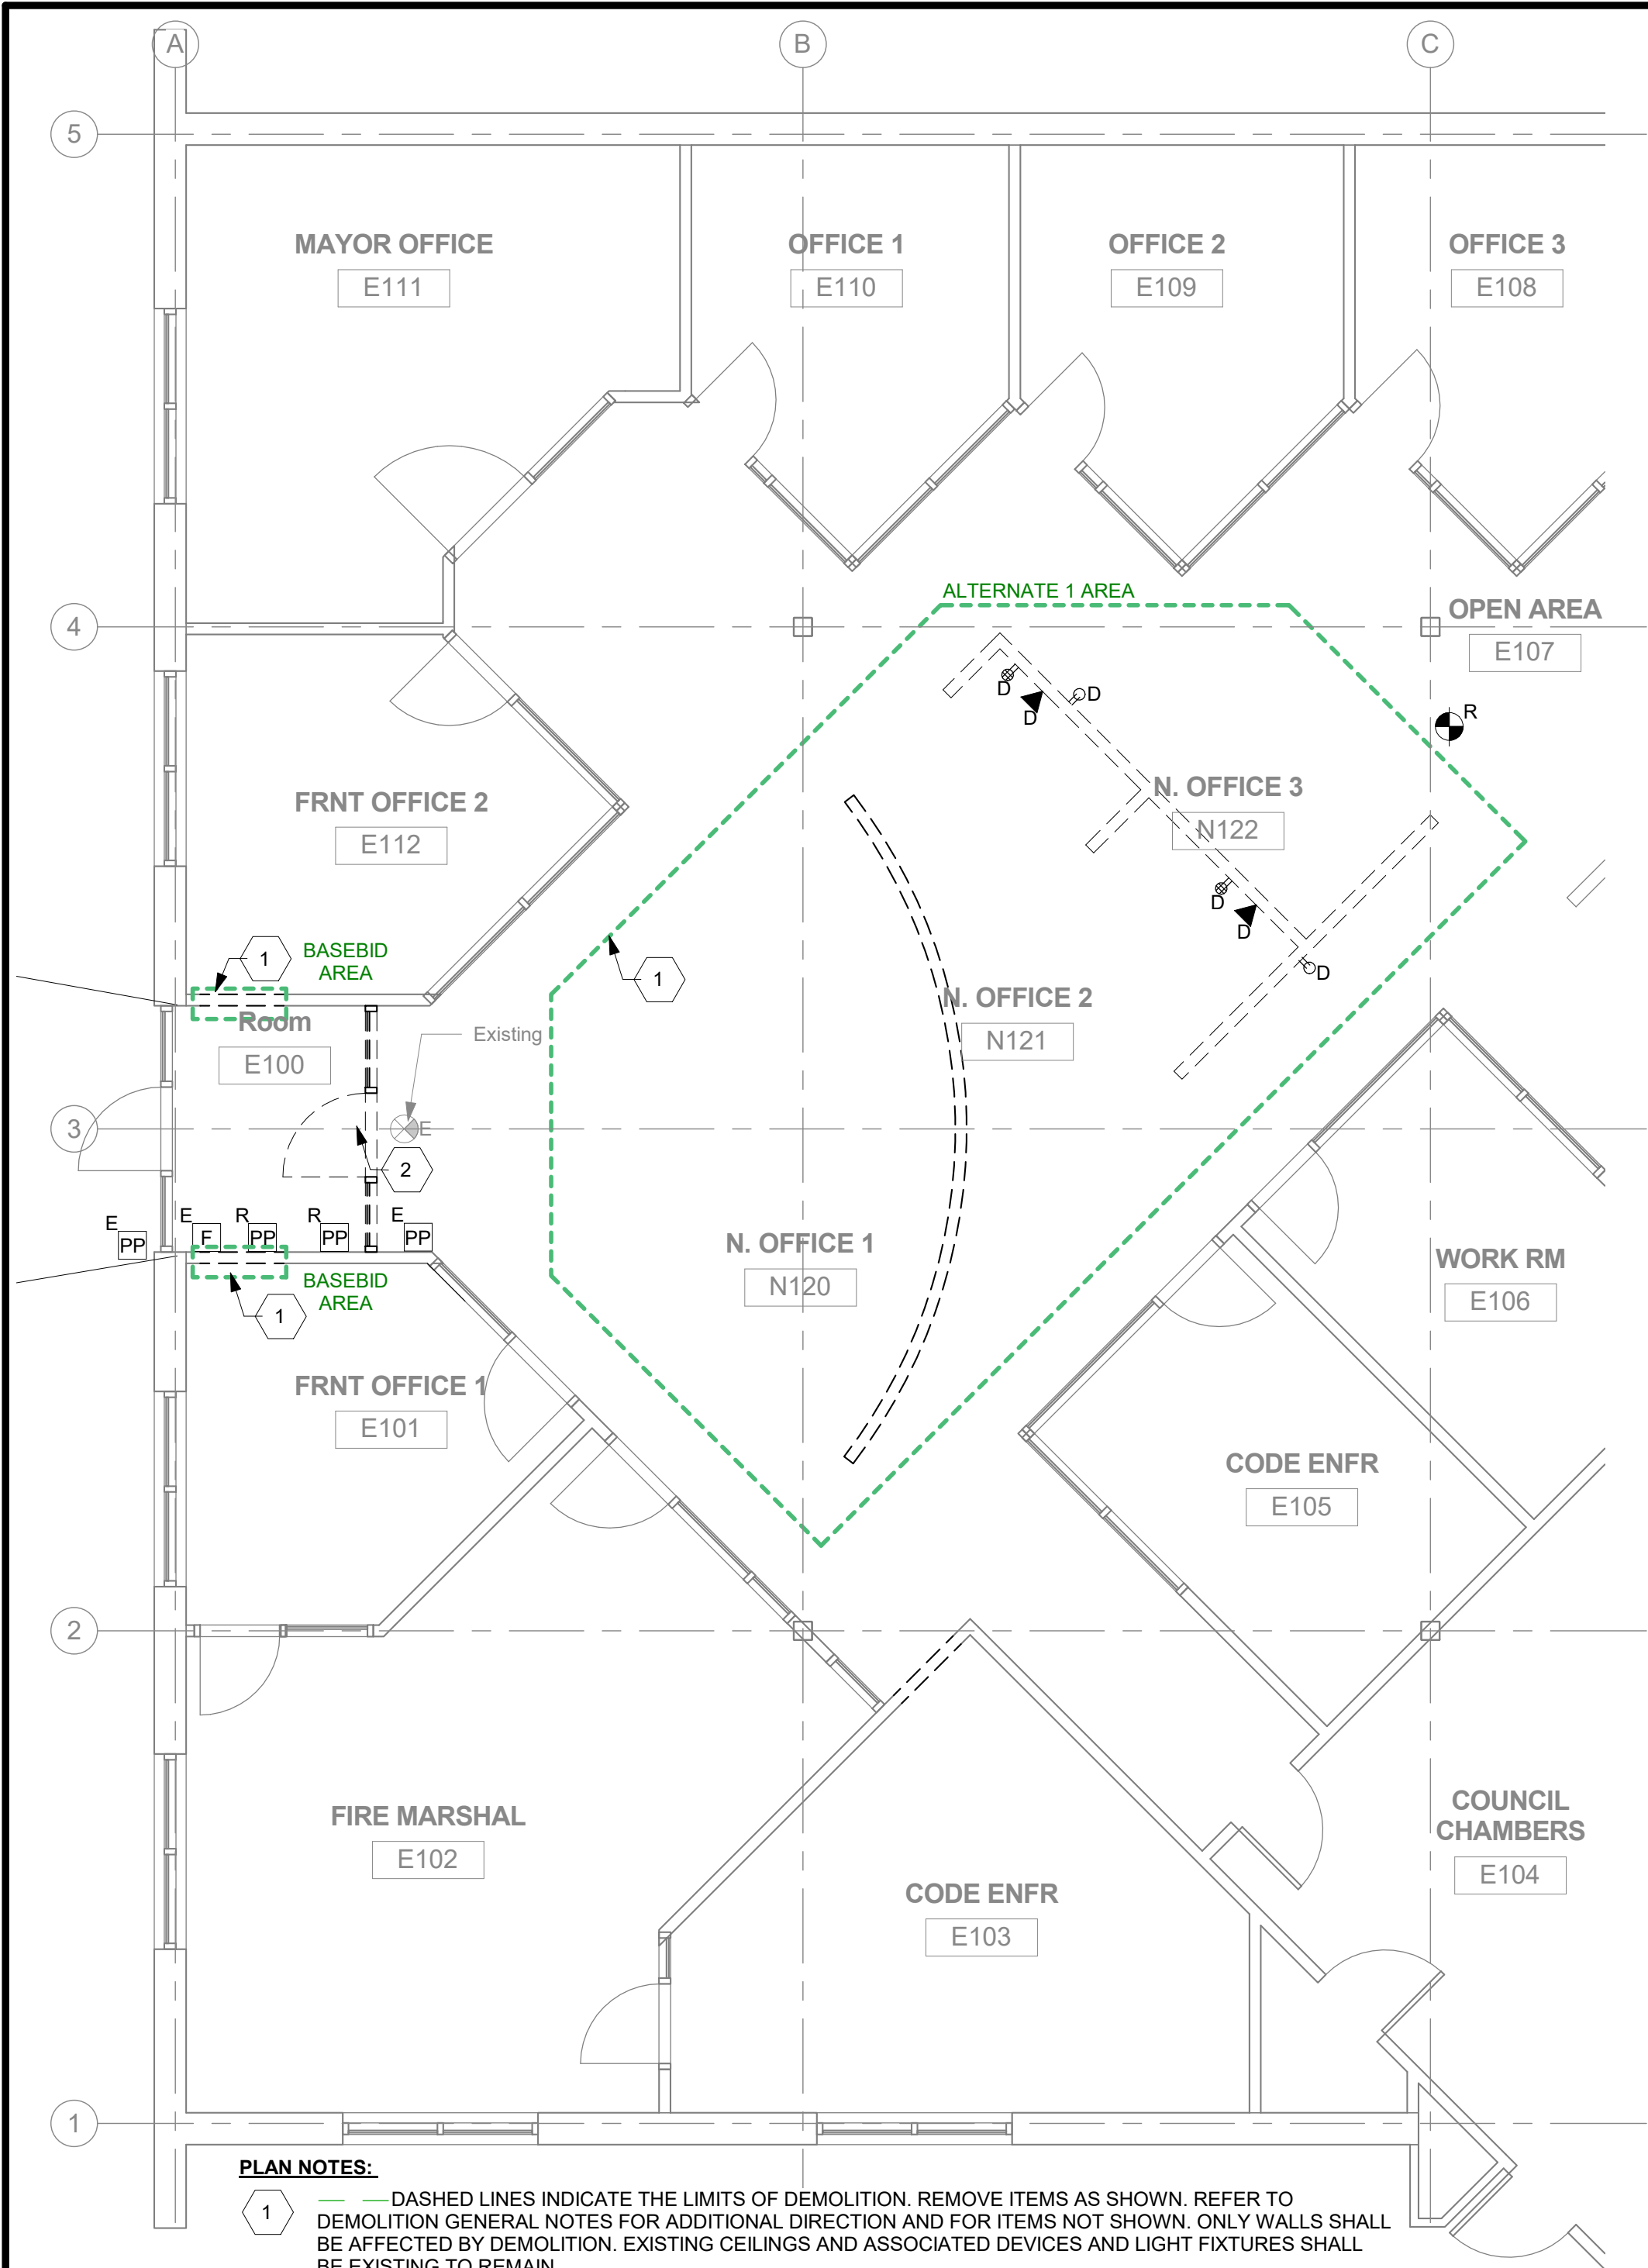 A
B
C
5
MAYOR OFFICE
E111
OFFICE 1
E110
OFFICE 2
E109
OFFICE 3
E108
ALTERNATE 1 AREA
4
OPEN AREA
E107
D
D
D
R
N. OFFICE 3
N122
FRNT OFFICE 2
E112
D
D
D
1
BASEBID
AREA
1
N. OFFICE 2
N121
Room
E100
Existing
3
E
2
E
PP
E
F
R
PP
R
PP
E
PP
N. OFFICE 1
N120
BASEBID
AREA
1
WORK RM
E106
FRNT OFFICE 1
E101
CODE ENFR
E105
2
FIRE MARSHAL
E102
COUNCIL
CHAMBERS
E104
CODE ENFR
E103
1
PLAN NOTES:
1
DASHED LINES INDICATE THE LIMITS OF DEMOLITION. REMOVE ITEMS AS SHOWN. REFER TO
DEMOLITION GENERAL NOTES FOR ADDITIONAL DIRECTION AND FOR ITEMS NOT SHOWN. ONLY WALLS SHALL
BE AFFECTED BY DEMOLITION. EXISTING CEILINGS AND ASSOCIATED DEVICES AND LIGHT FIXTURES SHALL
BE EXISTING TO REMAIN